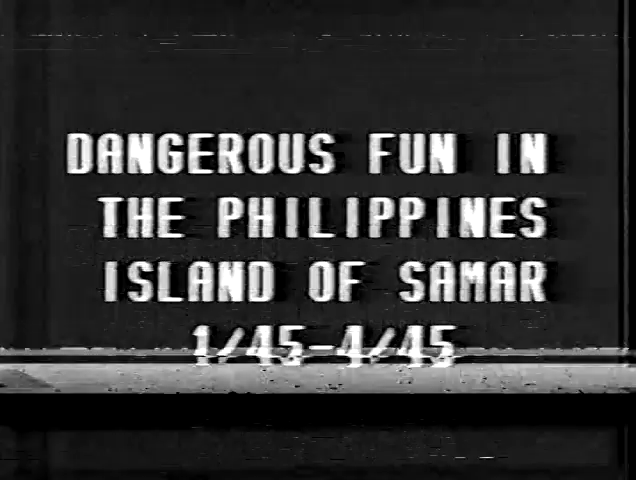 DANGEROUS FUN IN
THE PHILIPPINES
ISLAND OF SAMAR
1/45-4/45